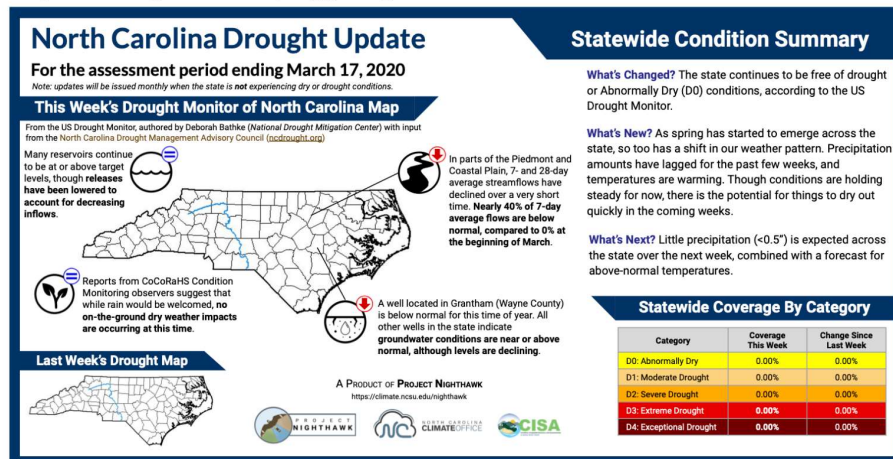 North Carolina Drought Update
For the assessment period ending March 17, 2020
Note: updates will be issued monthly when the state is not experiencing dry or drought conditions.
This Week's Drought Monitor of North Carolina Map
From the US Drought Monitor, authored by Deborah Bathke (National Drought Mitigation Center) with input
from the North Carolina Drought Management Advisory Council (ncdrought.org)
Many reservoirs continue
to be at or above target
levels, though releases
have been lowered to
account for decreasing
inflows.
In parts of the Piedmont and
Coastal Plain, 7- and 28-day
average streamflows have
declined over a very short
time. Nearly 40% of 7-day
average flows are below
normal, compared to 0% at
the beginning of March.
Reports from CoCoRaHS Condition
Monitoring observers suggest that
while rain would be welcomed, no
on-the-ground dry weather impacts
are occurring at this time.
A well located in Grantham (Wayne County)
is below normal for this time of year. All
other wells in the state indicate
groundwater conditions are near or above
normal, although levels are declining.
Last Week's Drought Map
A Product of Project Nighthawk
https://climate.ncsu.edu/nighthawk
PROJECT
NIGHTHAWK
NC
NORTH CAROLINA
CLIMATEOFFICE
CISA
Statewide Condition Summary
What's Changed? The state continues to be free of drought
or Abnormally Dry (D0) conditions, according to the US
Drought Monitor.
What's New? As spring has started to emerge across the
state, so too has a shift in our weather pattern. Precipitation
amounts have lagged for the past few weeks, and
temperatures are warming. Though conditions are holding
steady for now, there is the potential for things to dry out
quickly in the coming weeks.
What's Next? Little precipitation (<0.5") is expected across
the state over the next week, combined with a forecast for
above-normal temperatures.
Statewide Coverage By Category
Category Coverage This Week Change Since Last Week
D0: Abnormally Dry 0.00% 0.00%
D1: Moderate Drought 0.00% 0.00%
D2: Severe Drought 0.00% 0.00%
D3: Extreme Drought 0.00% 0.00%
D4: Exceptional Drought 0.00% 0.00%